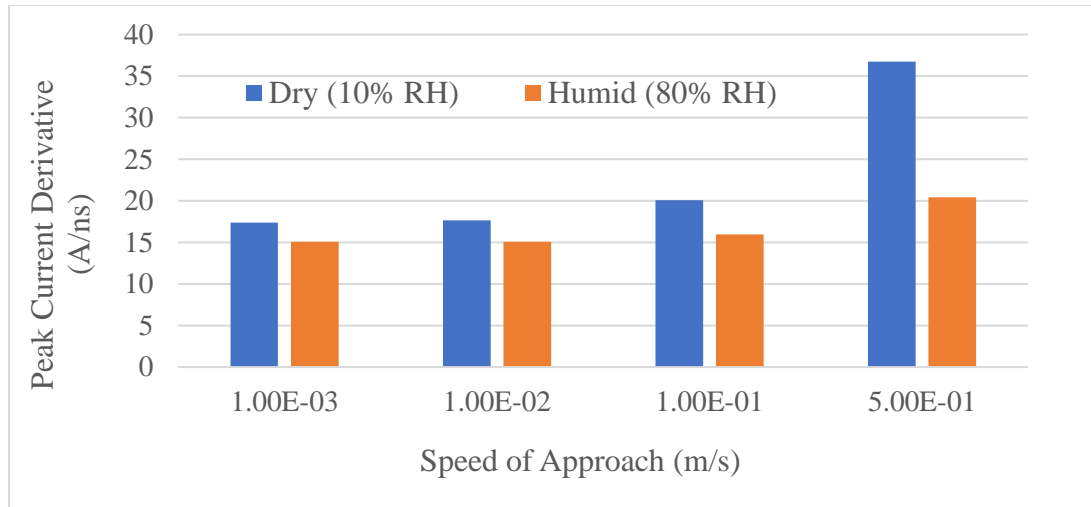 40
35
30
25
20
15
10
5
0
Peak Current Derivative
(A/ns)
Dry (10% RH) Humid (80% RH)
1.00E-03 1.00E-02 1.00E-01 5.00E-01
Speed of Approach (m/s)